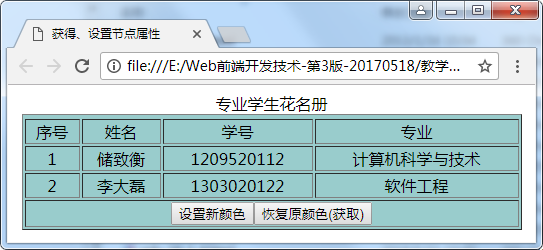 获得、设置节点属性
file:///E:/Web前端开发技术-第3版-20170518/教学...
专业学生花名册
序号 姓名 学号 专业
1 储致衡 1209520112 计算机科学与技术
2 李大磊 1303020122 软件工程
设置新颜色 恢复原颜色(获取)